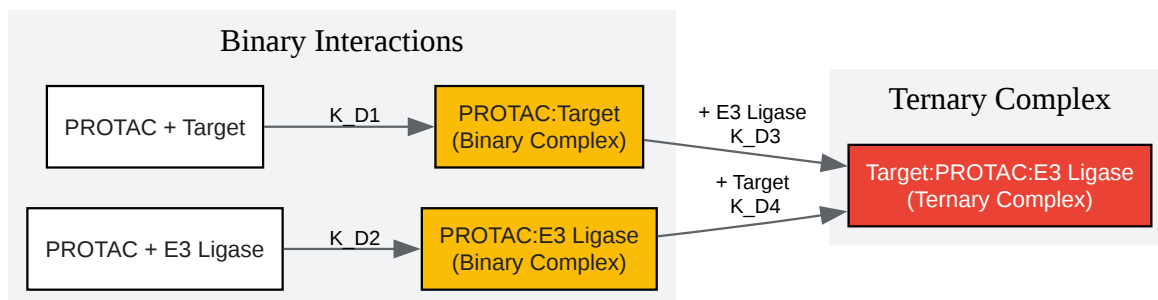 Binary Interactions
PROTAC + Target
K_D1
PROTAC:Target
(Binary Complex)
+ E3 Ligase
K_D3
PROTAC + E3 Ligase
K_D2
PROTAC:E3 Ligase
(Binary Complex)
+ Target
K_D4
Ternary Complex
Target:PROTAC:E3 Ligase
(Ternary Complex)